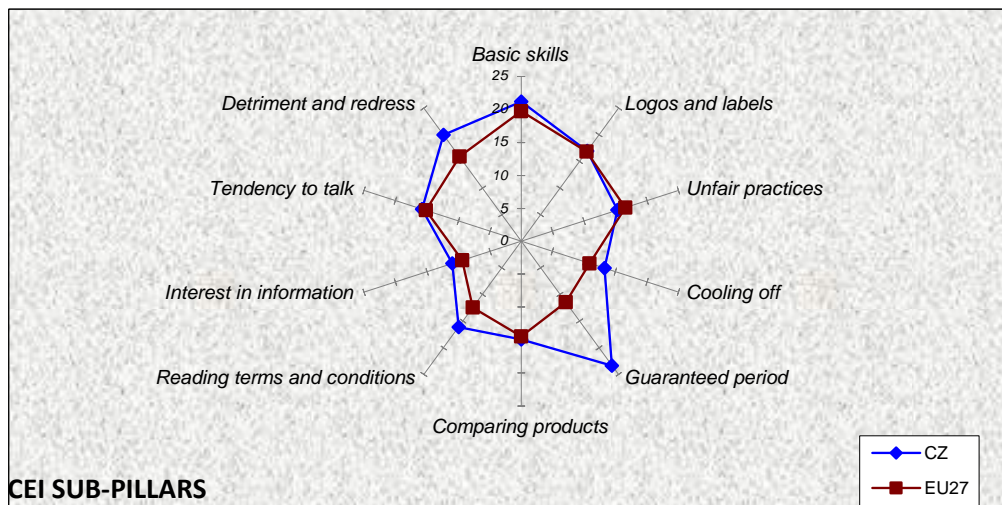 Basic skills
25
Detriment and redress
Logos and labels
20
15
Tendency to talk
10
Unfair practices
5
0
Interest in information
Cooling off
Reading terms and conditions
Guaranteed period
Comparing products
CZ
EU27
CEI SUB-PILLARS